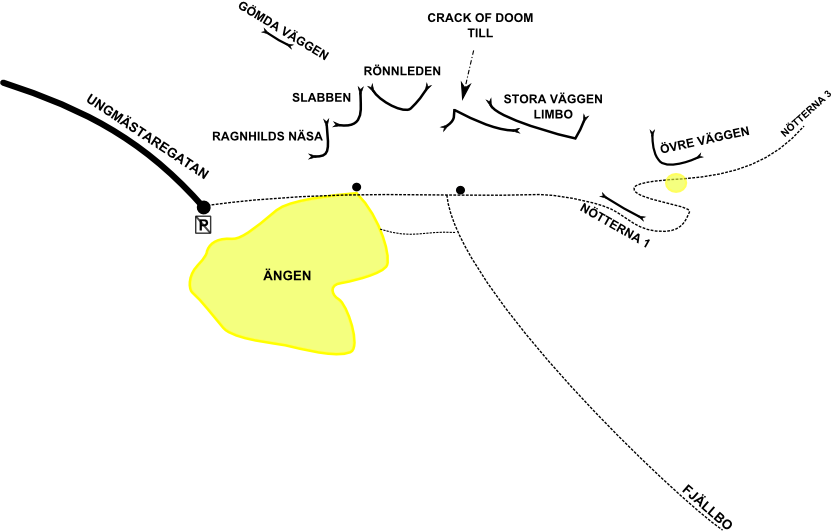 GÖMDA VÄGGEN
CRACK OF DOOM
TILL
RÖNNLEDEN
SLABBEN
STORA VÄGGEN
LIMBO
UNGMÄSTAREGATAN
RAGNHILDS NÄSA
ÖVRE VÄGGEN
NÖTTERNA 3
P
NÖTTERNA 1
ÄNGEN
FJÄLLBO